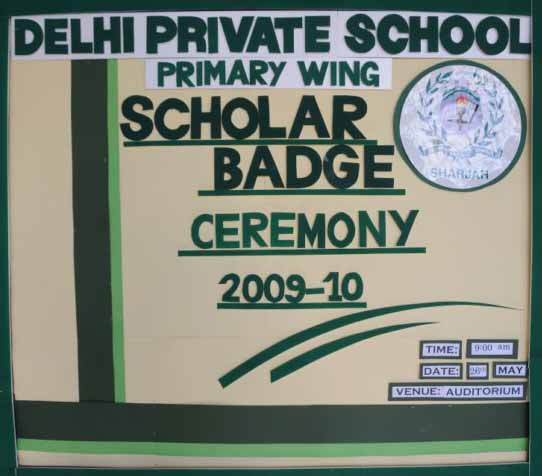 DELHI PRIVATE SCHOOL
PRIMARY WING
SCHOLAR
BADGE
CEREMONY
2009-10
SHARJAH
TIME: 9:00 am
DATE: 26th MAY
VENUE: AUDITORIUM